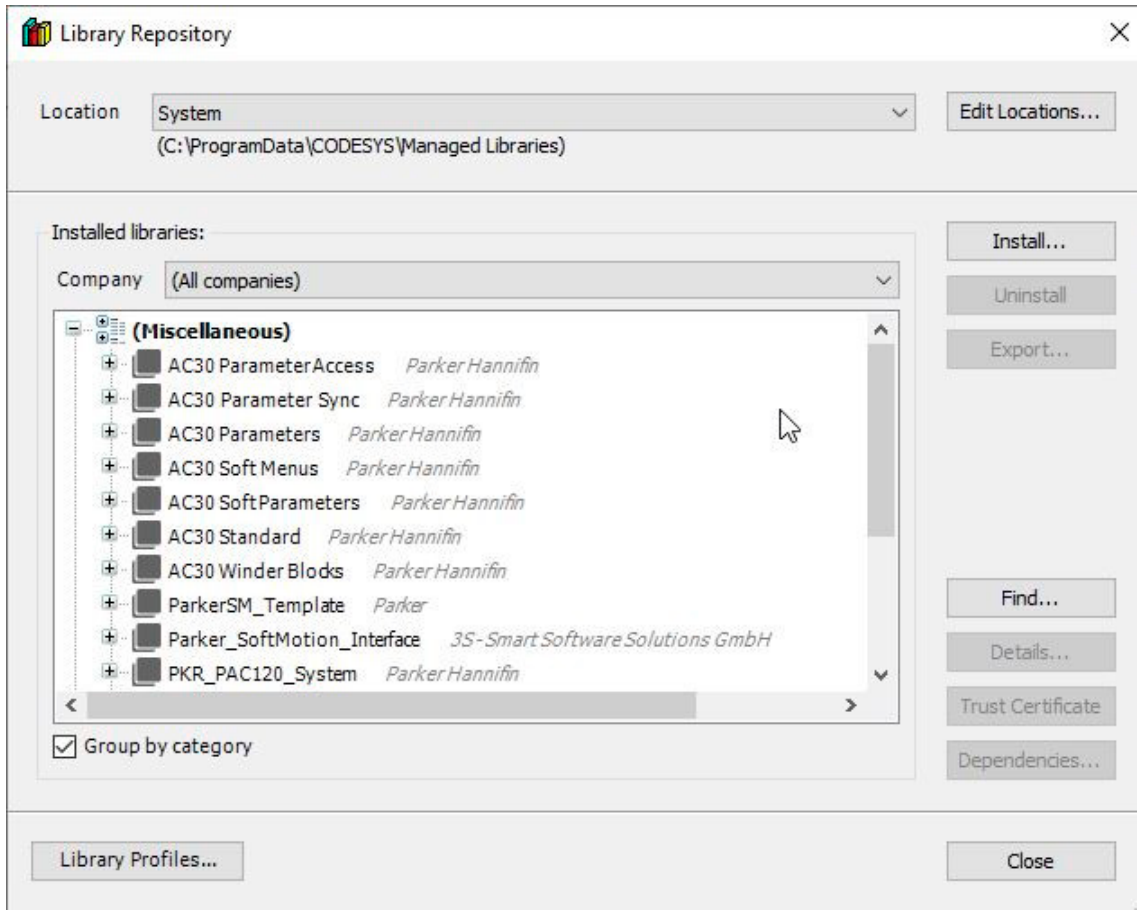 Library Repository
Location System Edit Locations...
(C:\ProgramData\CODESYS\Managed Libraries)
Installed libraries:
Install...
Company (All companies)
Uninstall
(Miscellaneous)
Export...
AC30 ParameterAccess Parker Hannifin
AC30 Parameter Sync Parker Hannifin
AC30 Parameters Parker Hannifin
AC30 Soft Menus Parker Hannifin
AC30 SoftParameters Parker Hannifin
AC30 Standard Parker Hannifin
AC30 Winder Blocks Parker Hannifin
ParkerSM_Template Parker
Find...
Parker_SoftMotion_Interface 3S - Smart Software Solutions GmbH
Details...
PKR_PAC120_System Parker Hannifin
Trust Certificate
Group by category
Dependencies...
Library Profiles... Close